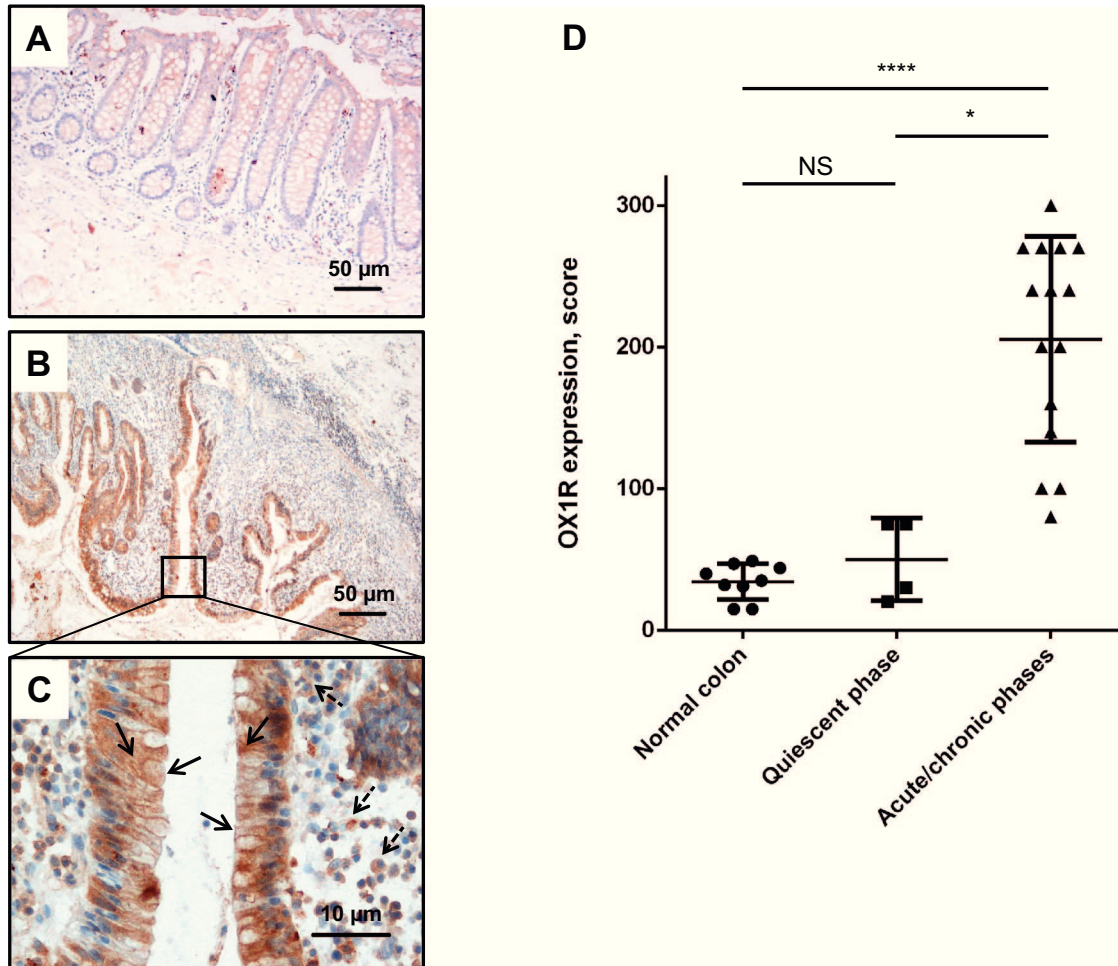 A
50 µm
B
50 µm
C
10 µm
D
****
*
NS
OX1R expression, score
300
200
100
0
Normal colon
Quiescent phase
Acute/chronic phases